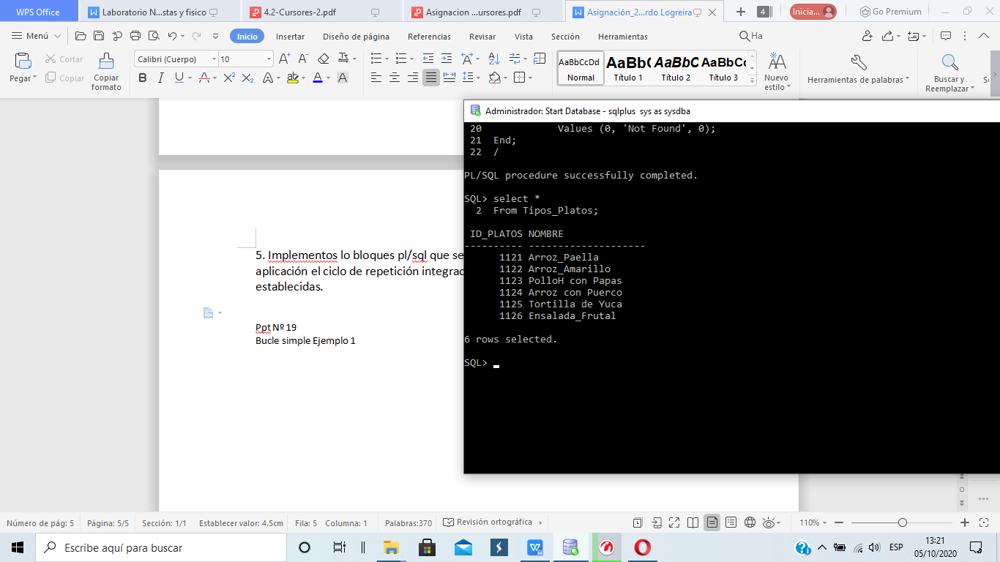 WPS Office
Laboratorio N...stas y fisico
4.2-Cursores-2.pdf
Asignacion ...ursores.pdf
Asignación_2...rdo Logreira
4
Inicia...
Go Premium
Menú
Inicio
Insertar
Diseño de página
Referencias
Revisar
Vista
Sección
Herramientas
Ha
Pegar
Cortar
Copiar
Copiar formato
Calibri (Cuerpo)
10
AaBbCcDd
Normal
AaBb(
Título 1
AaBbC
Título 2
AaBbCc
Título 3
Nuevo estilo
Herramientas de palabras
Buscar y Reemplazar
Administrador: Start Database - sqlplus sys as sysdba
20 Values (0, 'Not Found', 0);
21 End;
22 /
PL/SQL procedure successfully completed.
SQL> select *
2 From Tipos_Platos;
ID_PLATOS NOMBRE
---------- --------------------
1121 Arroz_Paella
1122 Arroz_Amarillo
1123 PolloH con Papas
1124 Arroz con Puerco
1125 Tortilla de Yuca
1126 Ensalada_Frutal
6 rows selected.
SQL>
5. Implementos lo bloques pl/sql que se
aplicación el ciclo de repetición integrad
establecidas.
Ppt Nº 19
Bucle simple Ejemplo 1
Número de pág: 5
Página: 5/5
Sección: 1/1
Establecer valor: 4.5cm
Fila: 5
Columna: 1
Palabras:370
Revisión ortográfica
110%
Escribe aquí para buscar
ESP
13:21
05/10/2020